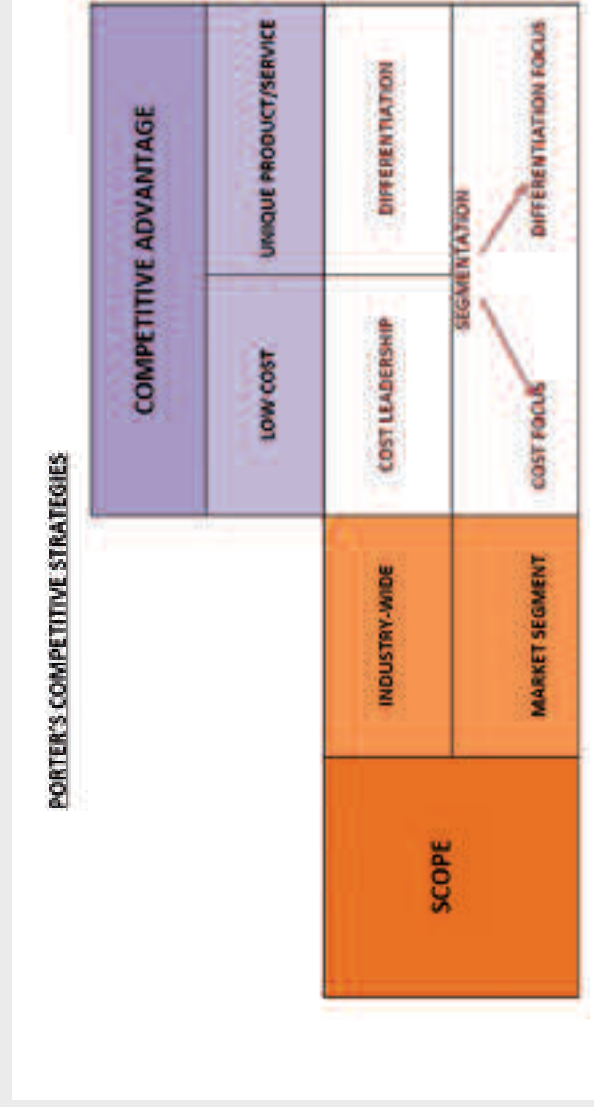 PORTER'S COMPETITIVE STRATEGIES
COMPETITIVE ADVANTAGE
LOW COST
UNIQUE PRODUCT/SERVICE
SCOPE
INDUSTRY-WIDE
COST LEADERSHIP
DIFFERENTIATION
MARKET SEGMENT
SEGMENTATION
COST FOCUS
DIFFERENTIATION FOCUS